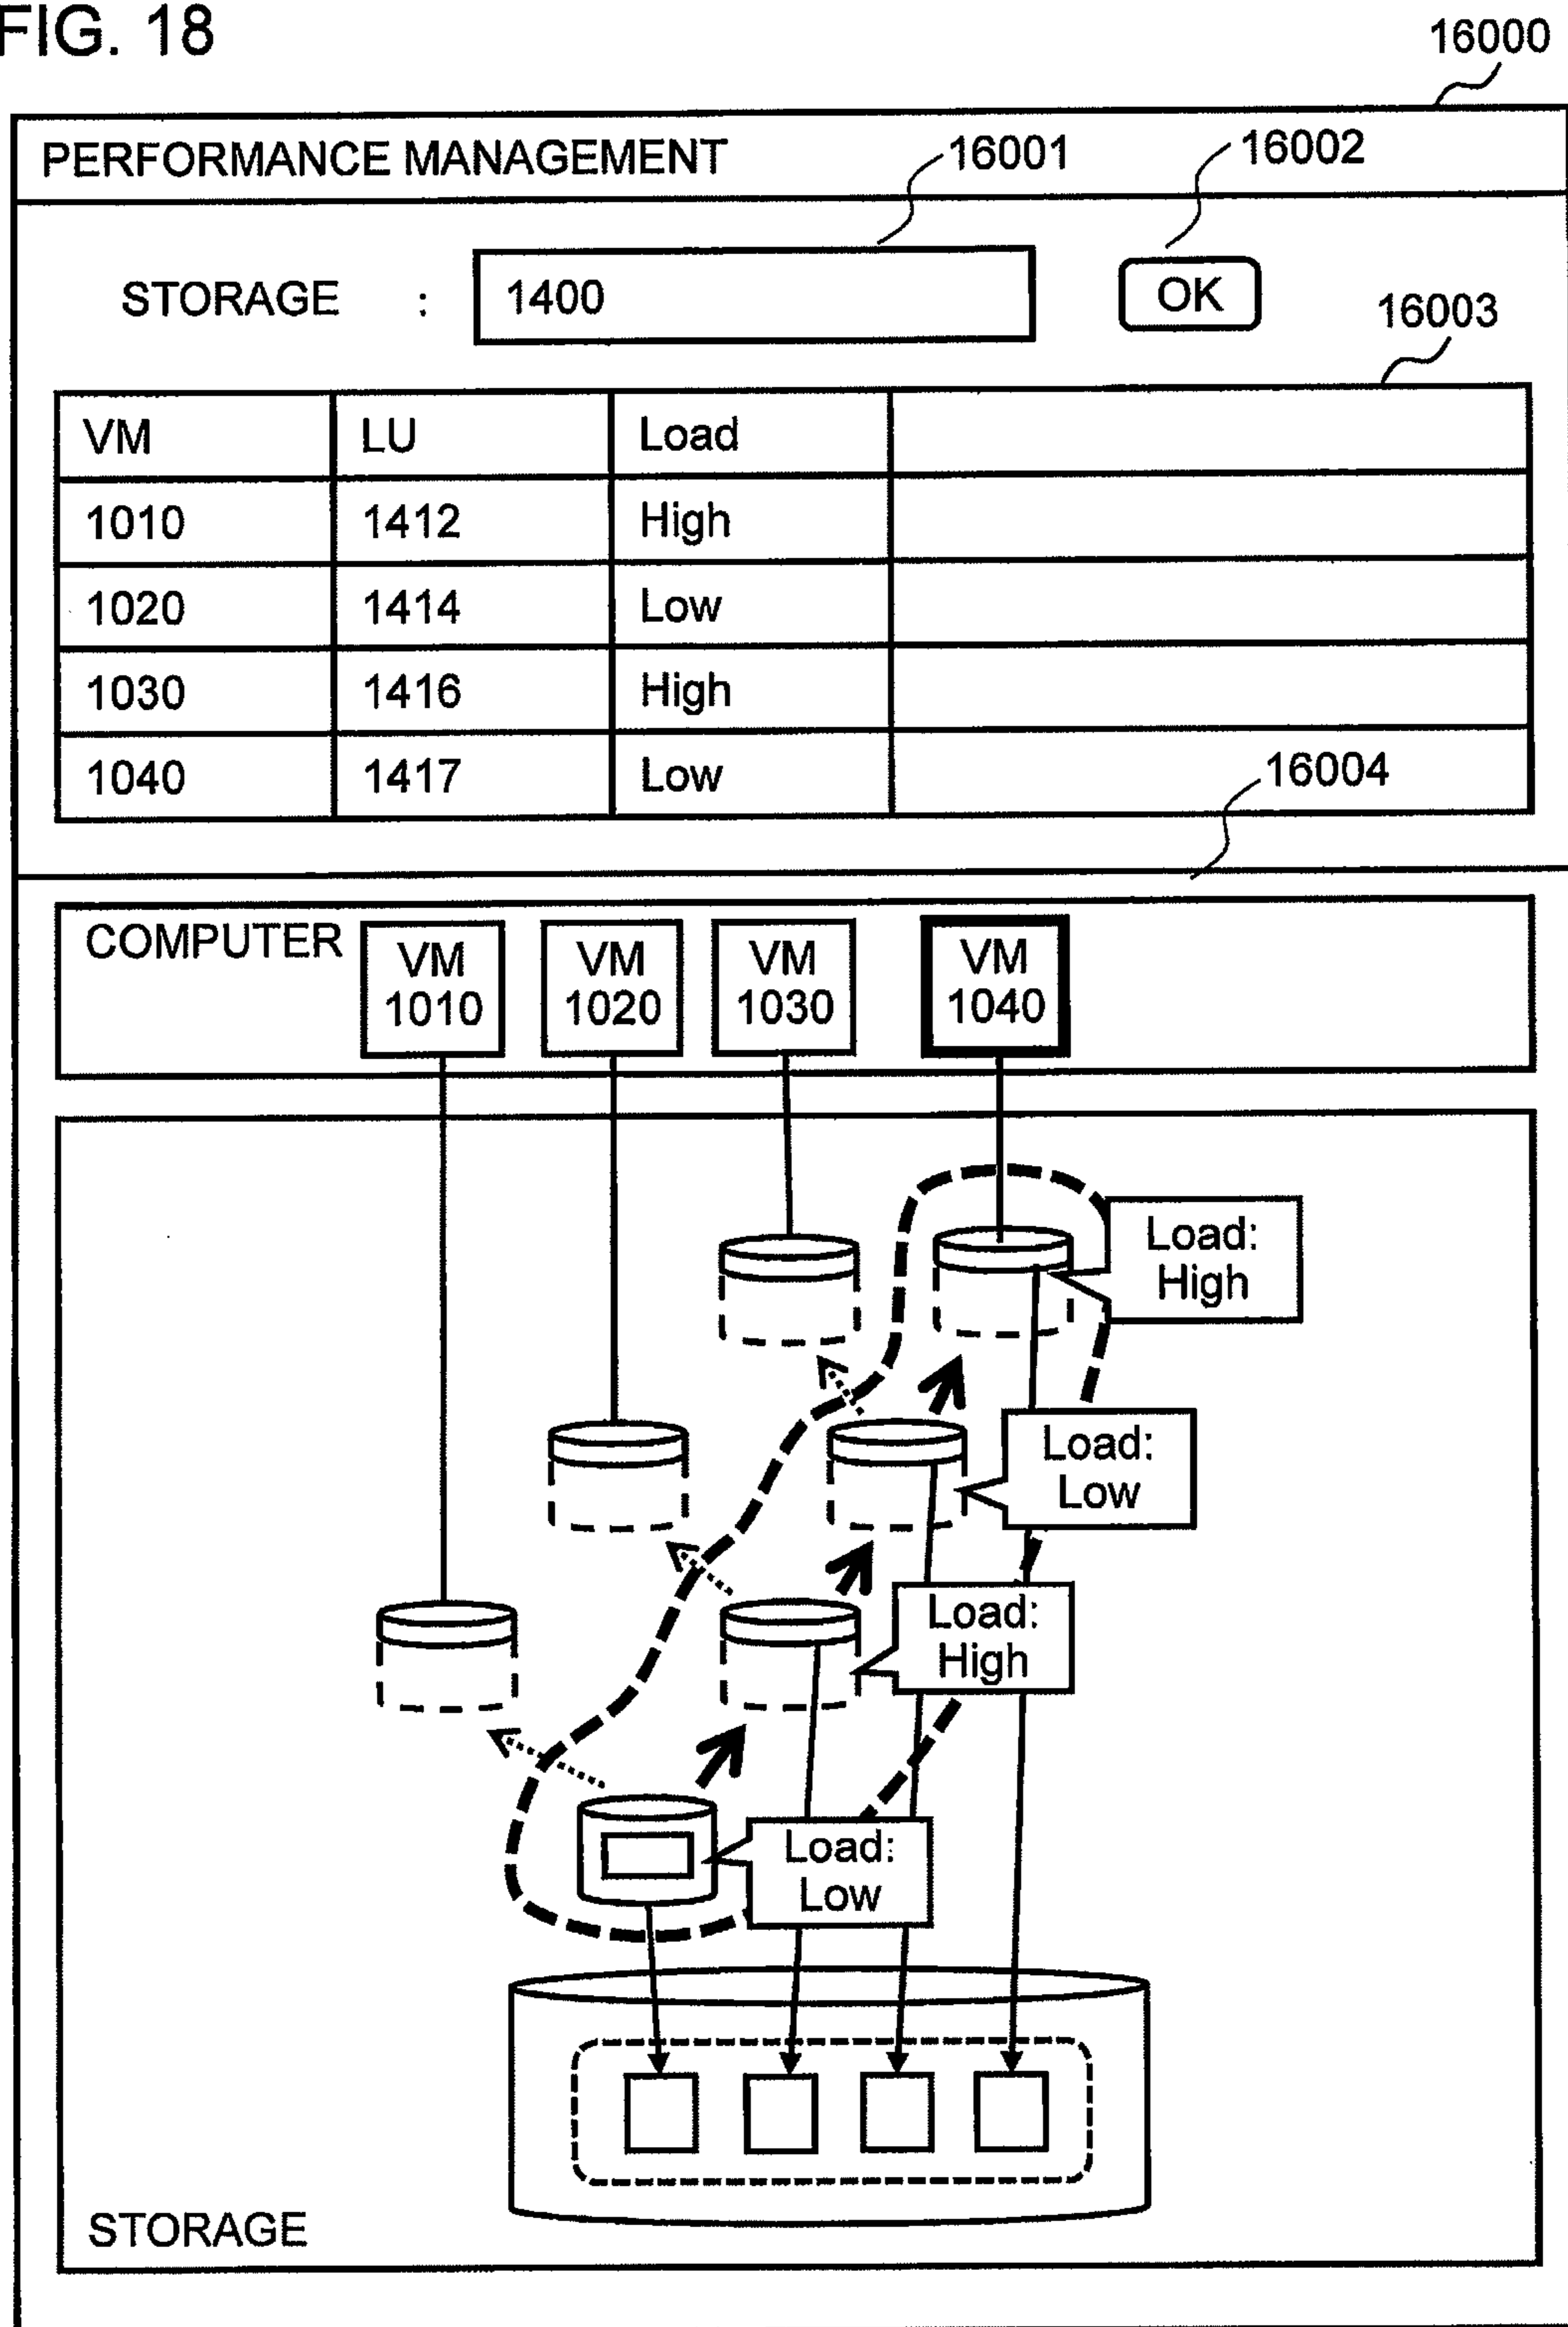 FIG. 18
16000
PERFORMANCE MANAGEMENT
16001
16002
STORAGE : 1400
OK
16003
VM LU Load
1010 1412 High
1020 1414 Low
1030 1416 High
1040 1417 Low
16004
COMPUTER
VM
1010
VM
1020
VM
1030
VM
1040
Load:
High
Load:
Low
Load:
High
Load:
Low
STORAGE